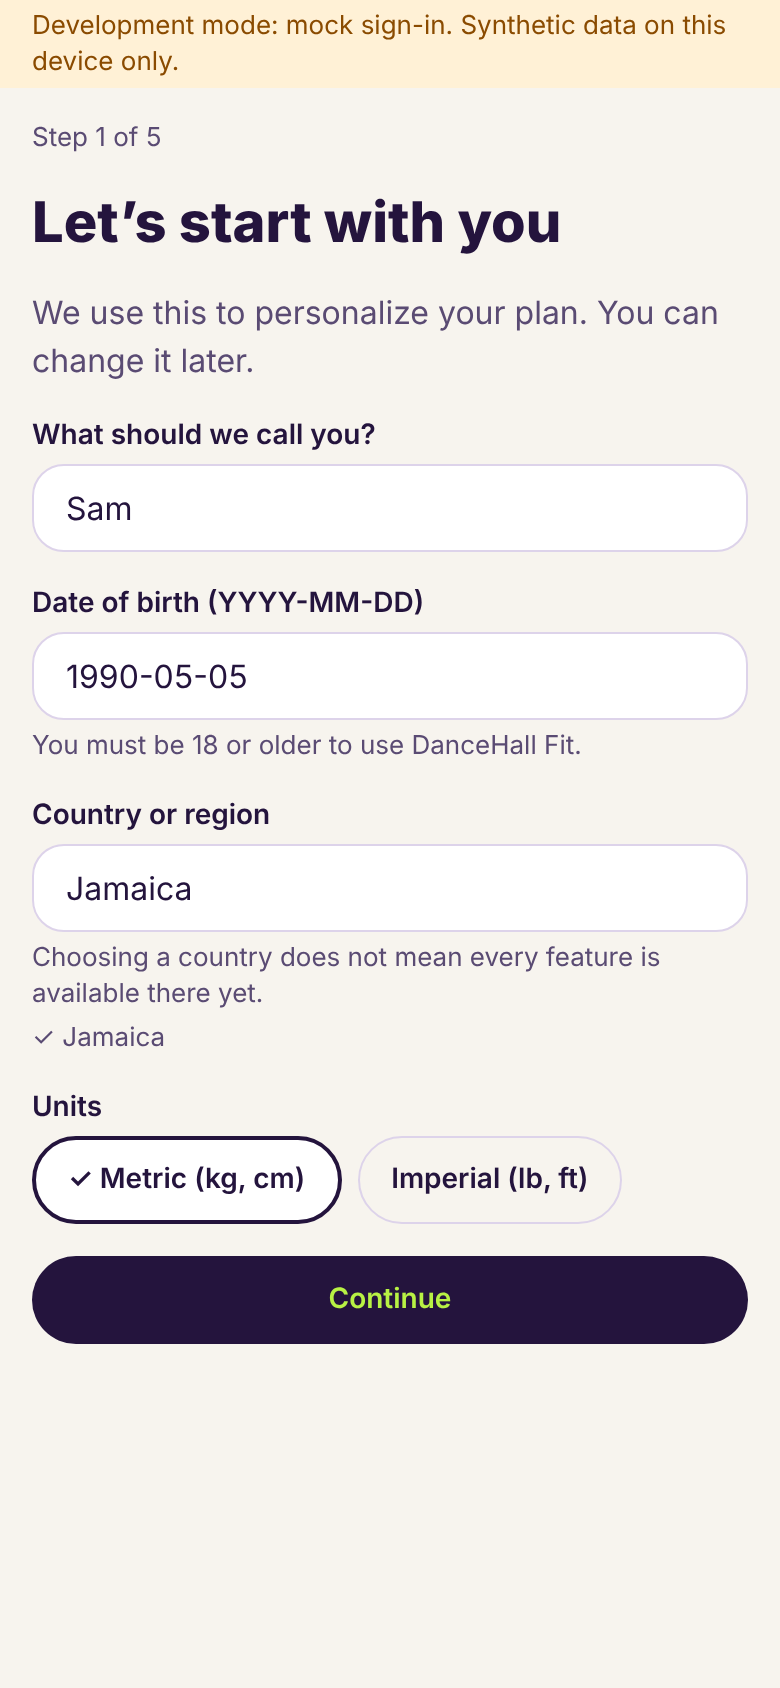 Development mode: mock sign-in. Synthetic data on this
device only.
Step 1 of 5
Let’s start with you
We use this to personalize your plan. You can
change it later.
What should we call you?
Sam
Date of birth (YYYY-MM-DD)
1990-05-05
You must be 18 or older to use DanceHall Fit.
Country or region
Jamaica
Choosing a country does not mean every feature is
available there yet.
✓ Jamaica
Units
✓ Metric (kg, cm)
Imperial (lb, ft)
Continue